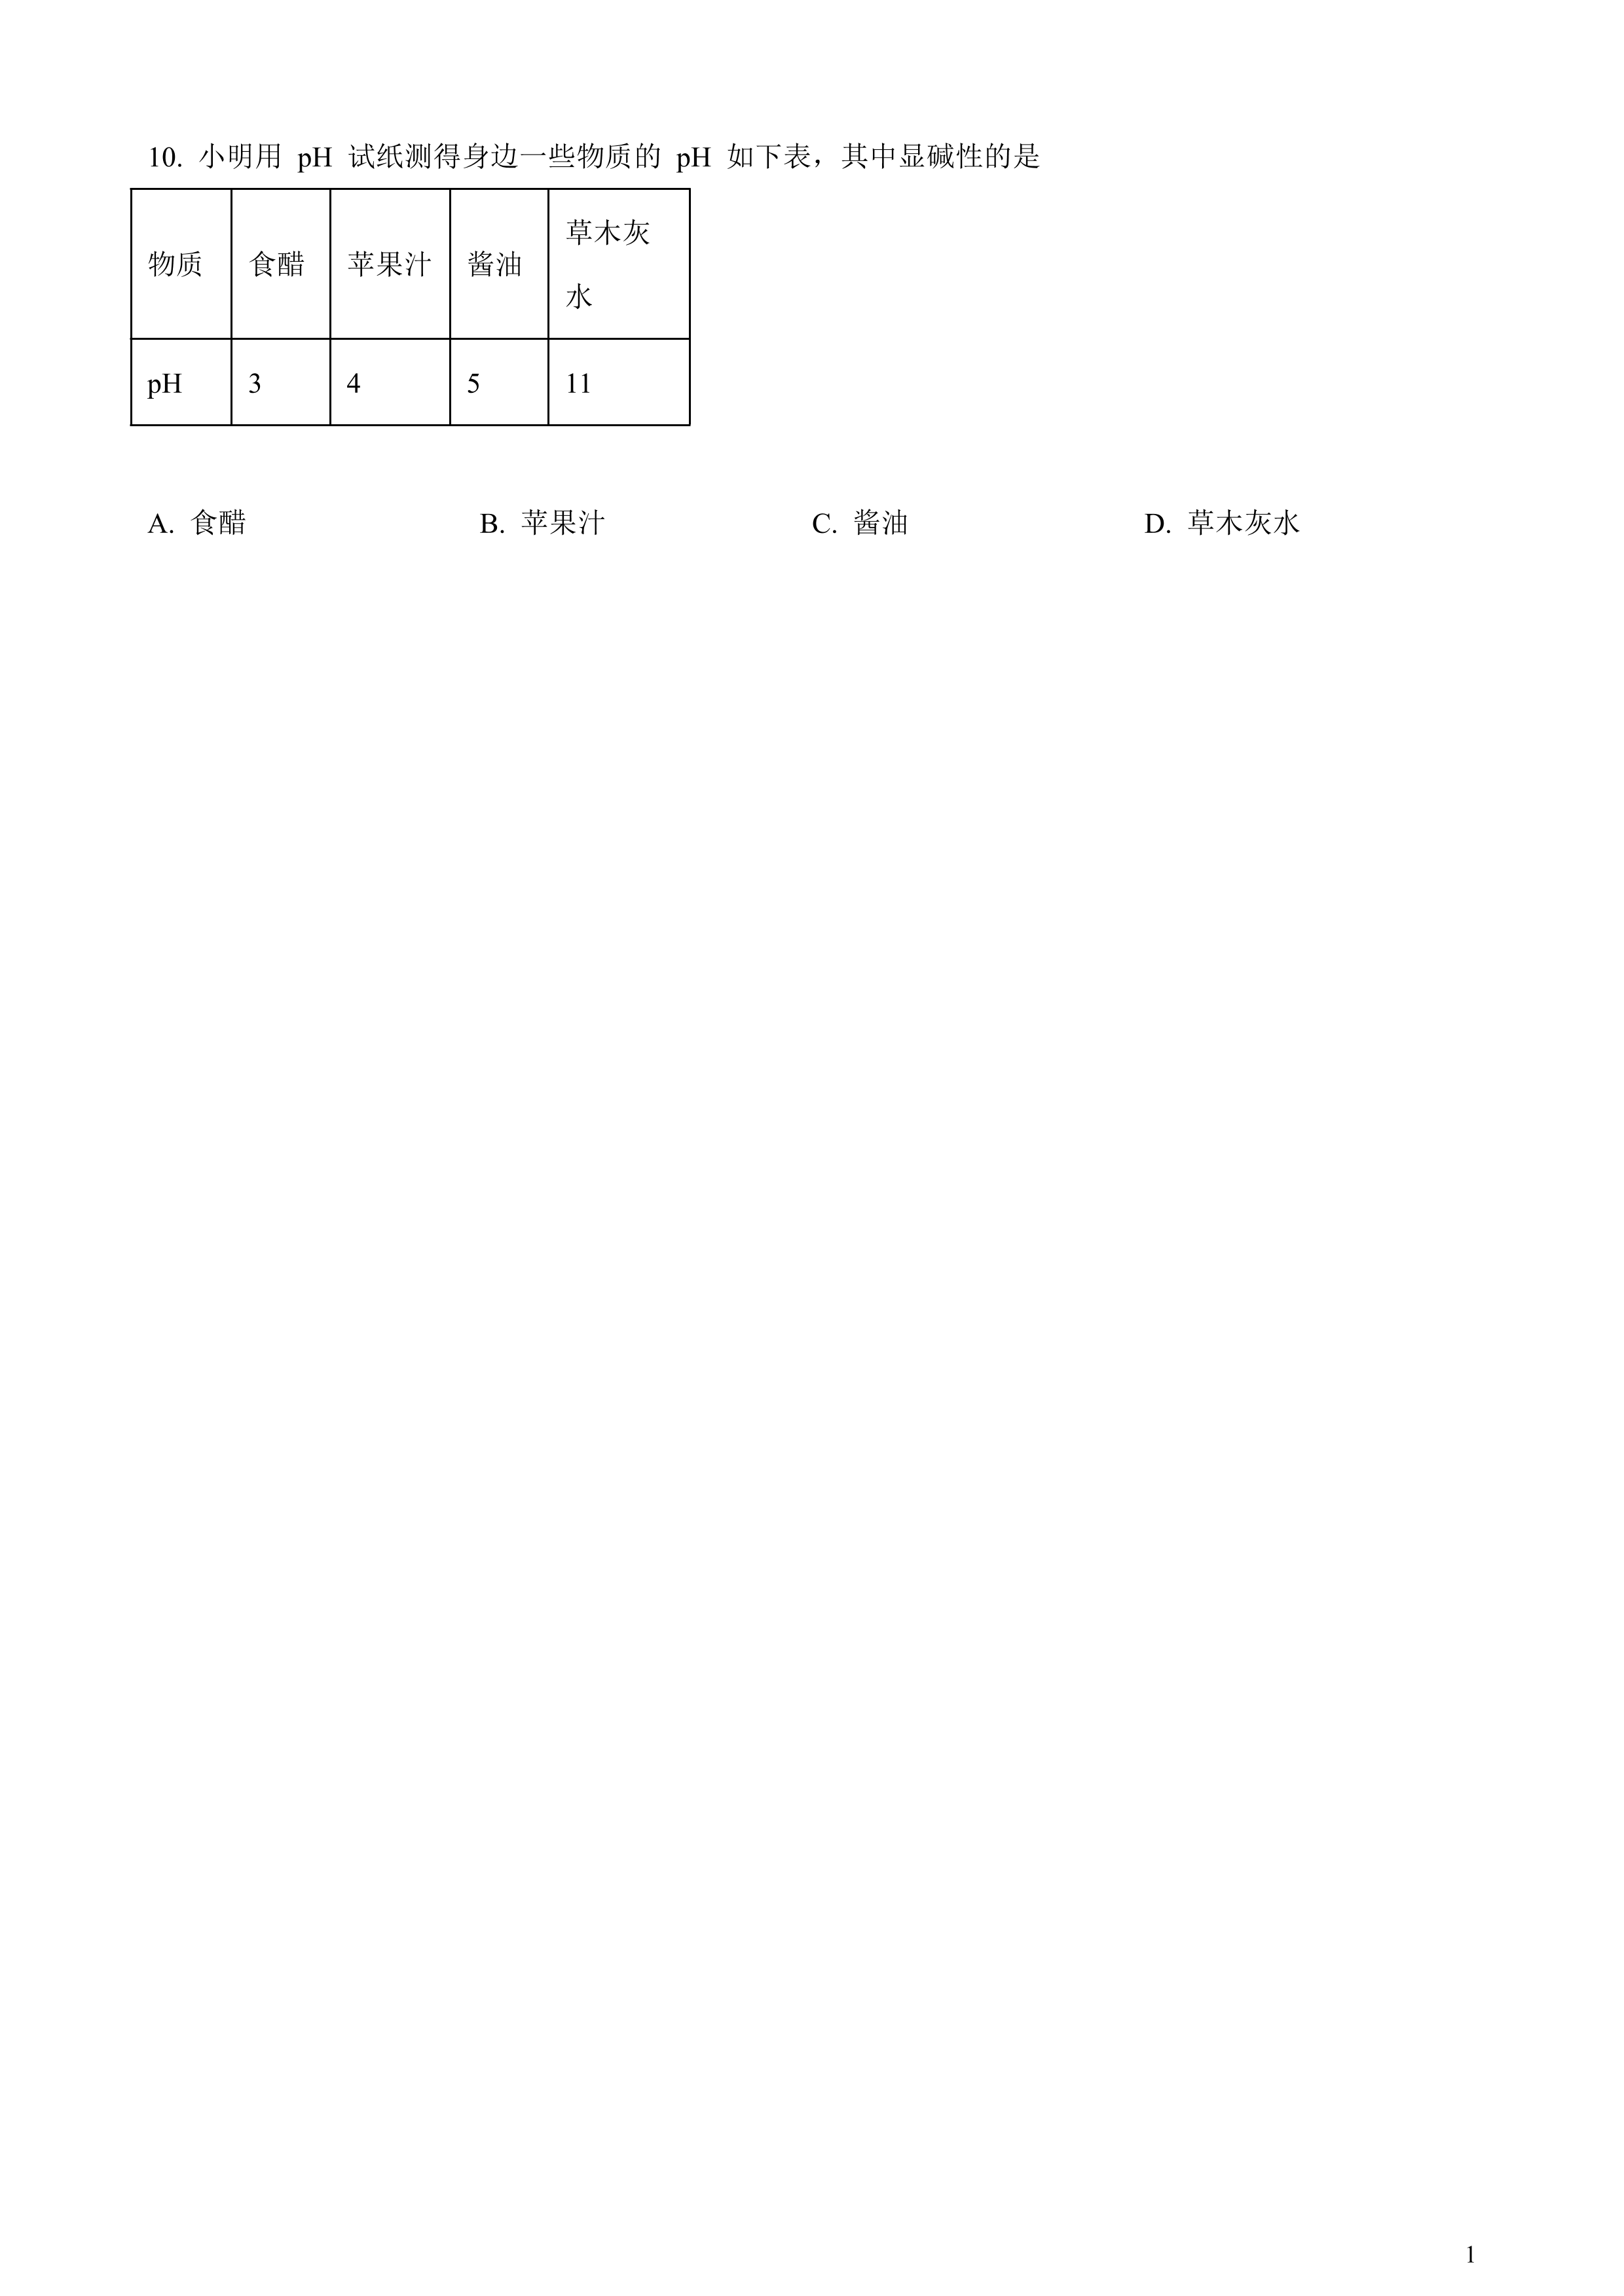 10. 小明用 pH 试纸测得身边一些物质的 pH 如下表，其中显碱性的是
物质 食醋 苹果汁 酱油 草木灰
水
pH 3 4 5 11
A. 食醋 B. 苹果汁 C. 酱油 D. 草木灰水
1